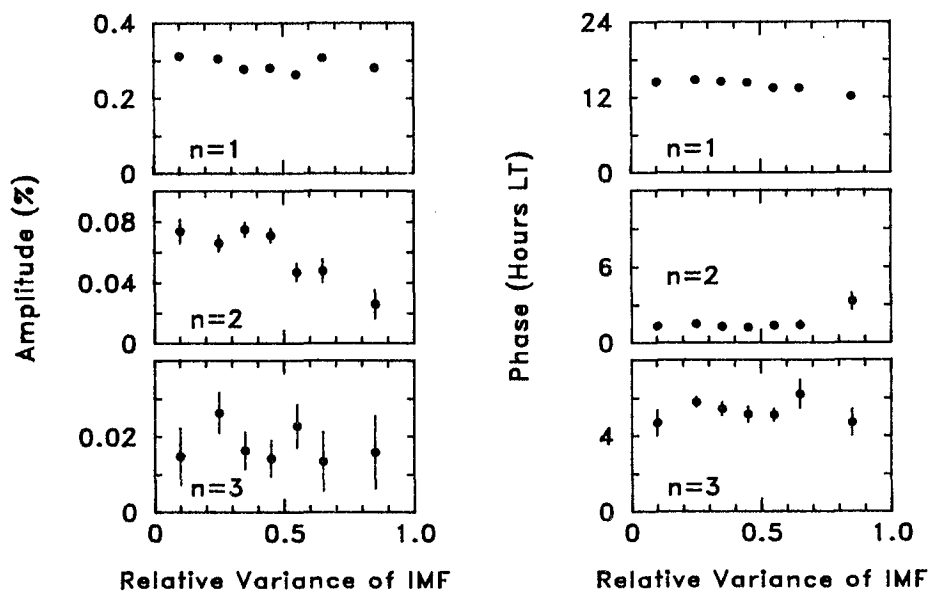 Amplitude (%)
0.4
0.2
0
n=1
0.08
0.04
0
n=2
0.02
0
n=3
0 0.5 1.0
Relative Variance of IMF
Phase (Hours LT)
24
12
0
n=1
6
0
n=2
4
0
n=3
0 0.5 1.0
Relative Variance of IMF